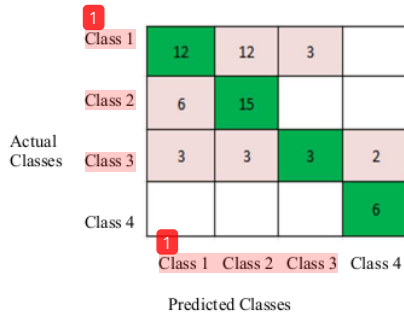 1
Class 1 12 12 3
Class 2 6 15
Actual
Classes
Class 3 3 3 3 2
Class 4 6
1
Class 1 Class 2 Class 3 Class 4
Predicted Classes